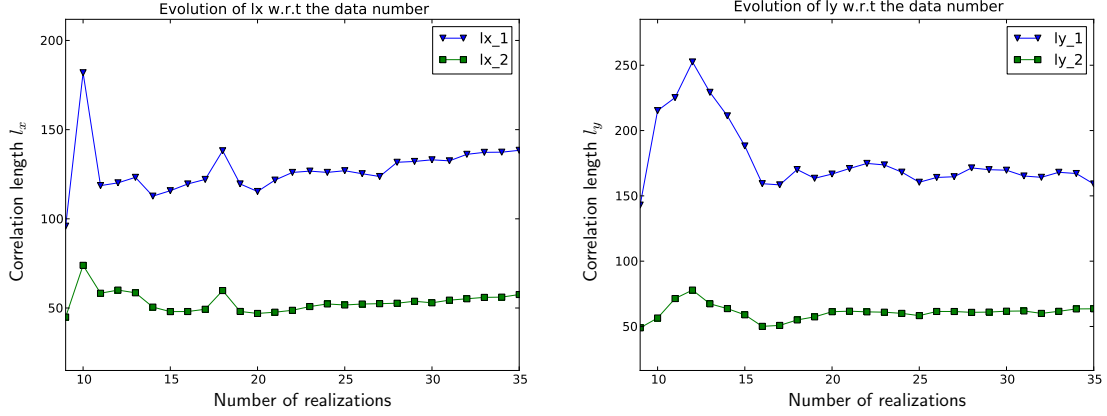 Evolution of lx w.r.t the data number
200
150
100
50
Correlation length lx
lx_1
lx_2
10 15 20 25 30 35
Number of realizations
Evolution of ly w.r.t the data number
250
200
150
100
50
Correlation length ly
ly_1
ly_2
10 15 20 25 30 35
Number of realizations